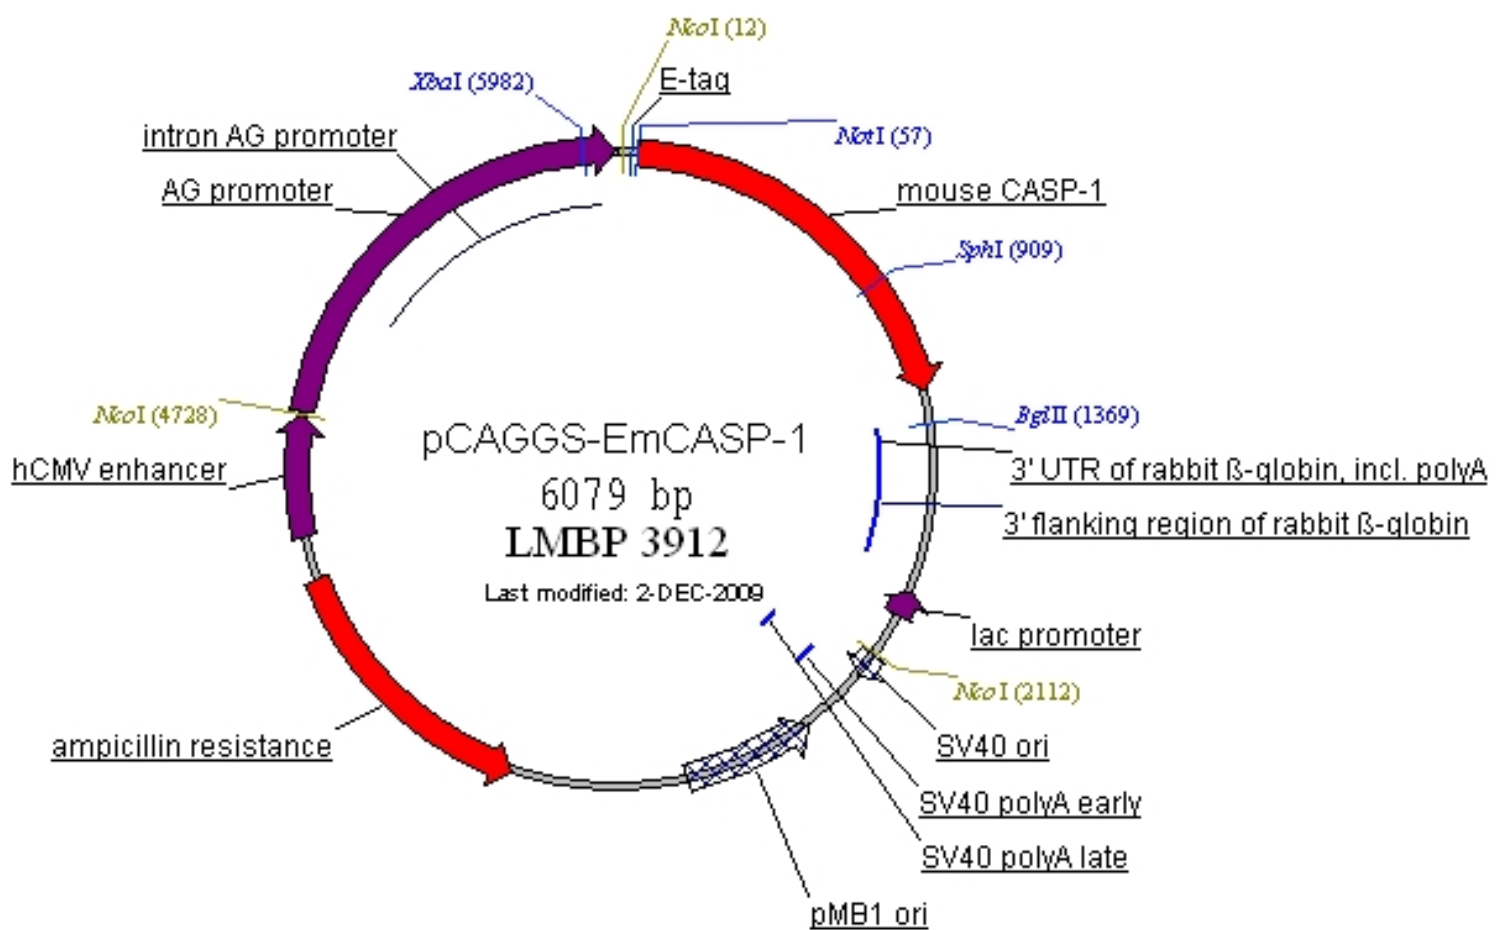 NcoI (12)
XbaI (5982)
E-tag
intron AG promoter
NotI (57)
AG promoter
mouse CASP-1
SphI (909)
NcoI (4728)
BglII (1369)
pCAGGS-EmCASP-1
hCMV enhancer
3' UTR of rabbit ß-globin, incl. polyA
6079 bp
3' flanking region of rabbit ß-globin
LMBP 3912
Last modified: 2-DEC-2009
lac promoter
NcoI (2112)
ampicillin resistance
SV40 ori
SV40 polyA early
SV40 polyA late
pMB1 ori